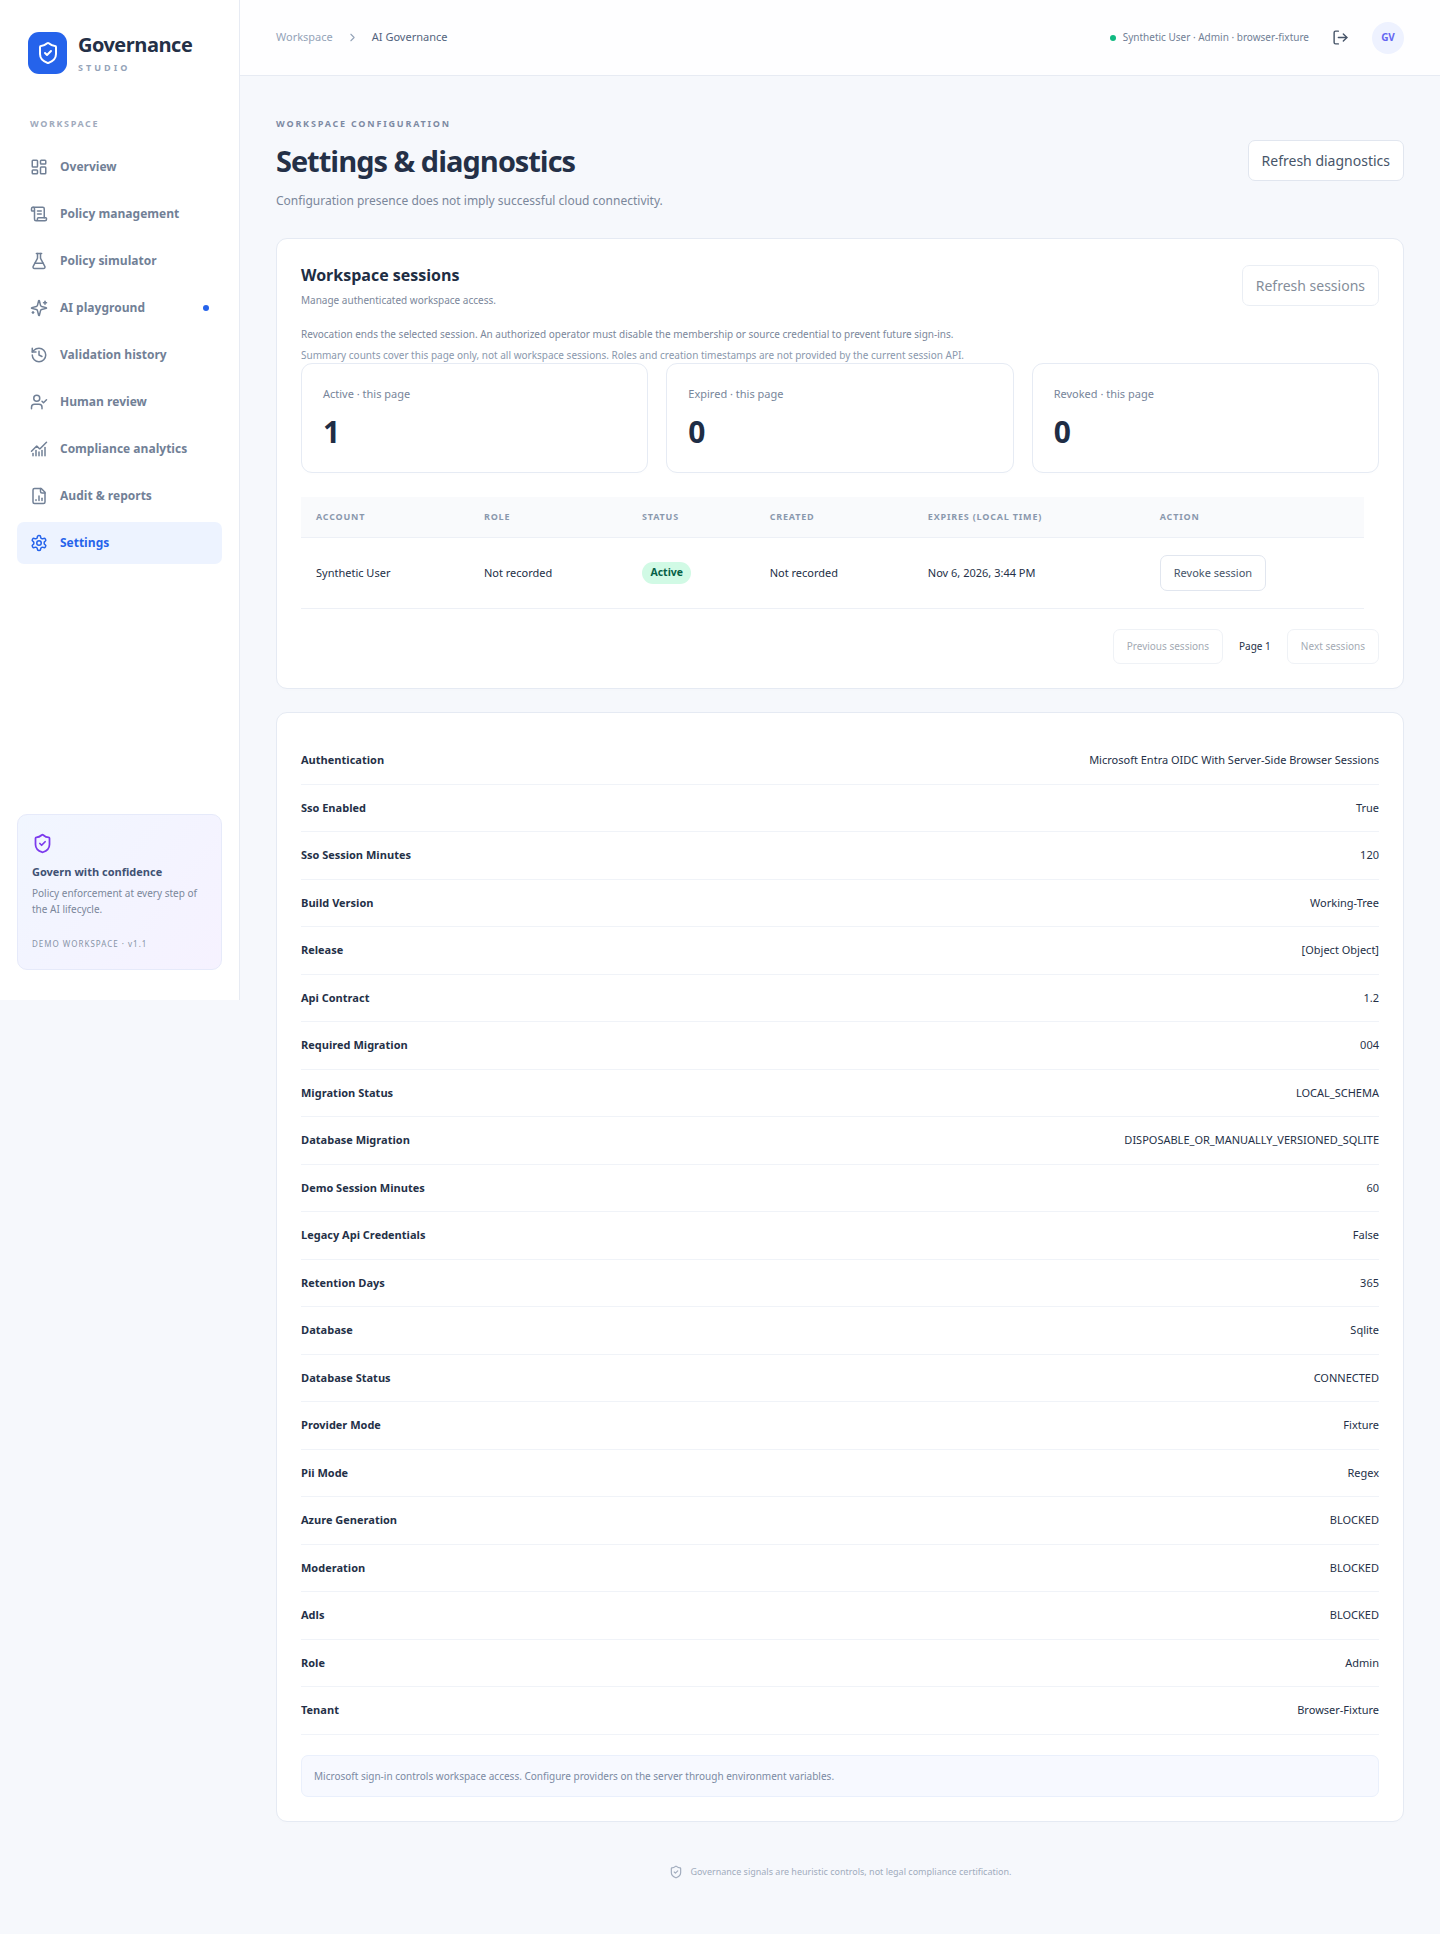 Governance
STUDIO
WORKSPACE
Overview
Policy management
Policy simulator
AI playground
Validation history
Human review
Compliance analytics
Audit & reports
Settings
Govern with confidence
Policy enforcement at every step of
the AI lifecycle.
DEMO WORKSPACE · v1.1
Workspace > AI Governance
Synthetic User · Admin · browser-fixture
GV
WORKSPACE CONFIGURATION
Settings & diagnostics
Refresh diagnostics
Configuration presence does not imply successful cloud connectivity.
Workspace sessions
Refresh sessions
Manage authenticated workspace access.
Revocation ends the selected session. An authorized operator must disable the membership or source credential to prevent future sign-ins.
Summary counts cover this page only, not all workspace sessions. Roles and creation timestamps are not provided by the current session API.
Active · this page
1
Expired · this page
0
Revoked · this page
0
ACCOUNT ROLE STATUS CREATED EXPIRES (LOCAL TIME) ACTION
Synthetic User Not recorded Active Not recorded Nov 6, 2026, 3:44 PM Revoke session
Previous sessions Page 1 Next sessions
Authentication Microsoft Entra OIDC With Server-Side Browser Sessions
Sso Enabled True
Sso Session Minutes 120
Build Version Working-Tree
Release [Object Object]
Api Contract 1.2
Required Migration 004
Migration Status LOCAL_SCHEMA
Database Migration DISPOSABLE_OR_MANUALLY_VERSIONED_SQLITE
Demo Session Minutes 60
Legacy Api Credentials False
Retention Days 365
Database Sqlite
Database Status CONNECTED
Provider Mode Fixture
Pii Mode Regex
Azure Generation BLOCKED
Moderation BLOCKED
Adls BLOCKED
Role Admin
Tenant Browser-Fixture
Microsoft sign-in controls workspace access. Configure providers on the server through environment variables.
Governance signals are heuristic controls, not legal compliance certification.